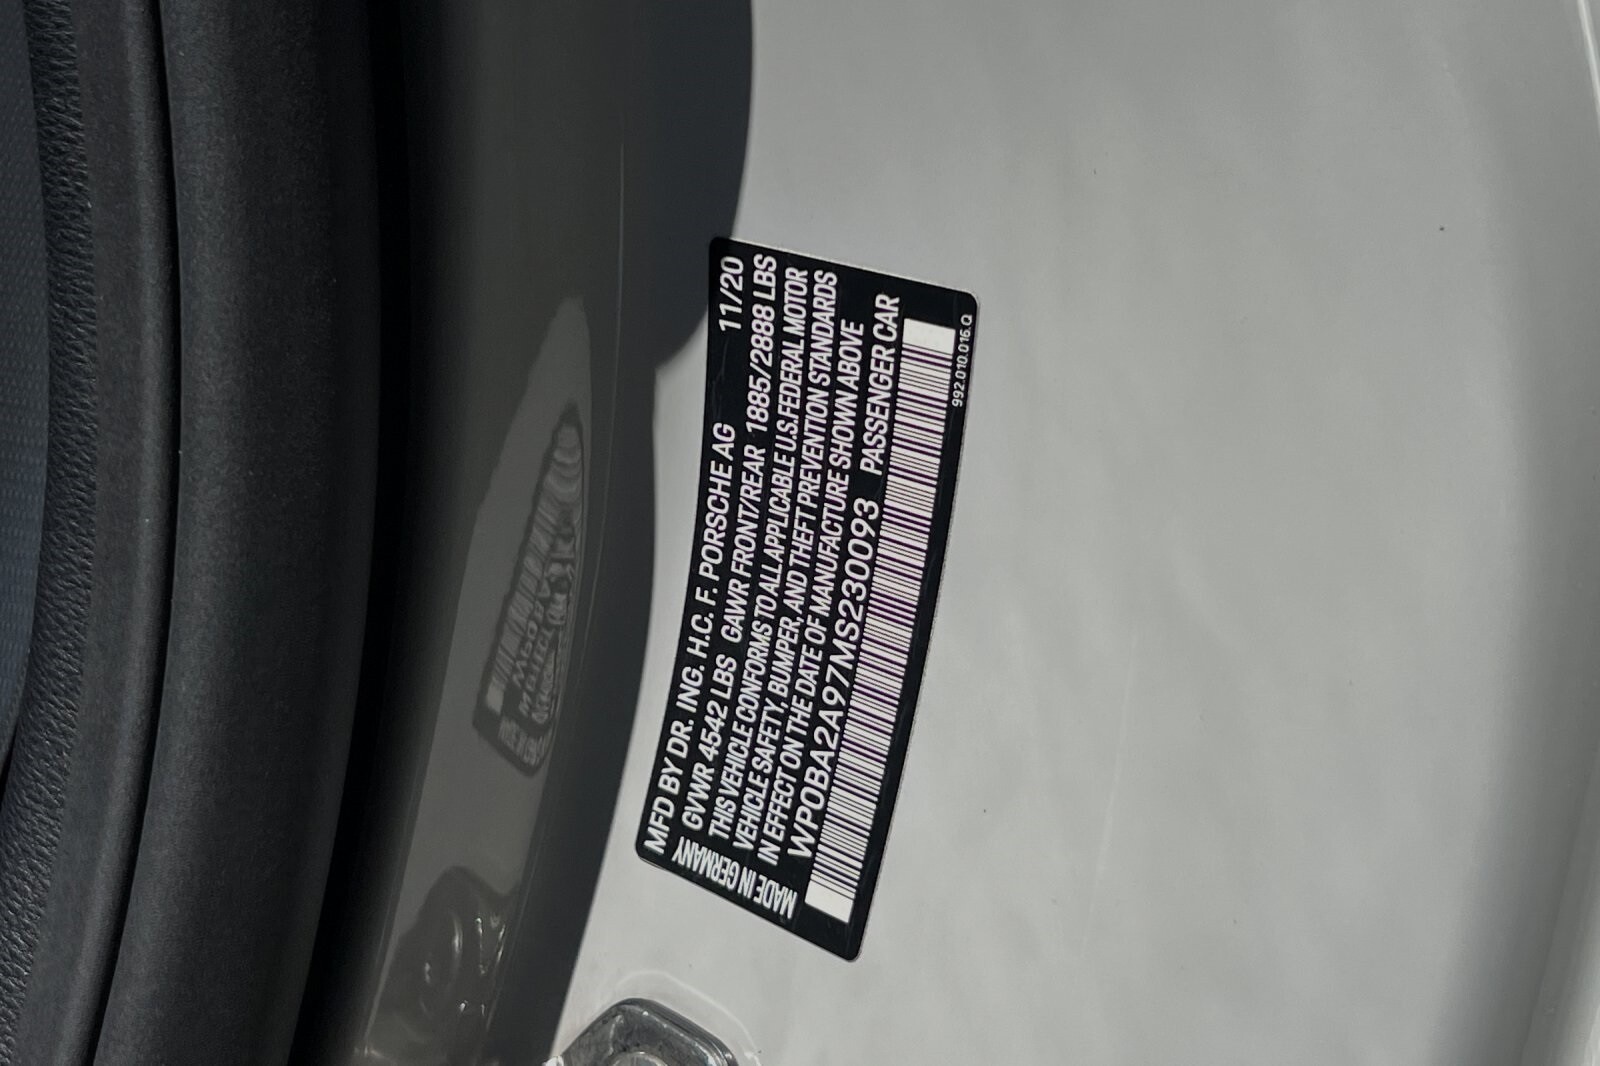 MFD BY DR. ING. H.C. F. PORSCHE AG 11/20
GVWR 4542 LBS GAWR FRONT/REAR 1885/2888 LBS
THIS VEHICLE CONFORMS TO ALL APPLICABLE U.S. FEDERAL MOTOR
VEHICLE SAFETY, BUMPER, AND THEFT PREVENTION STANDARDS
IN EFFECT ON THE DATE OF MANUFACTURE SHOWN ABOVE
WP0BA2A97MS230093 PASSENGER CAR
MADE IN GERMANY
992.010.016.Q